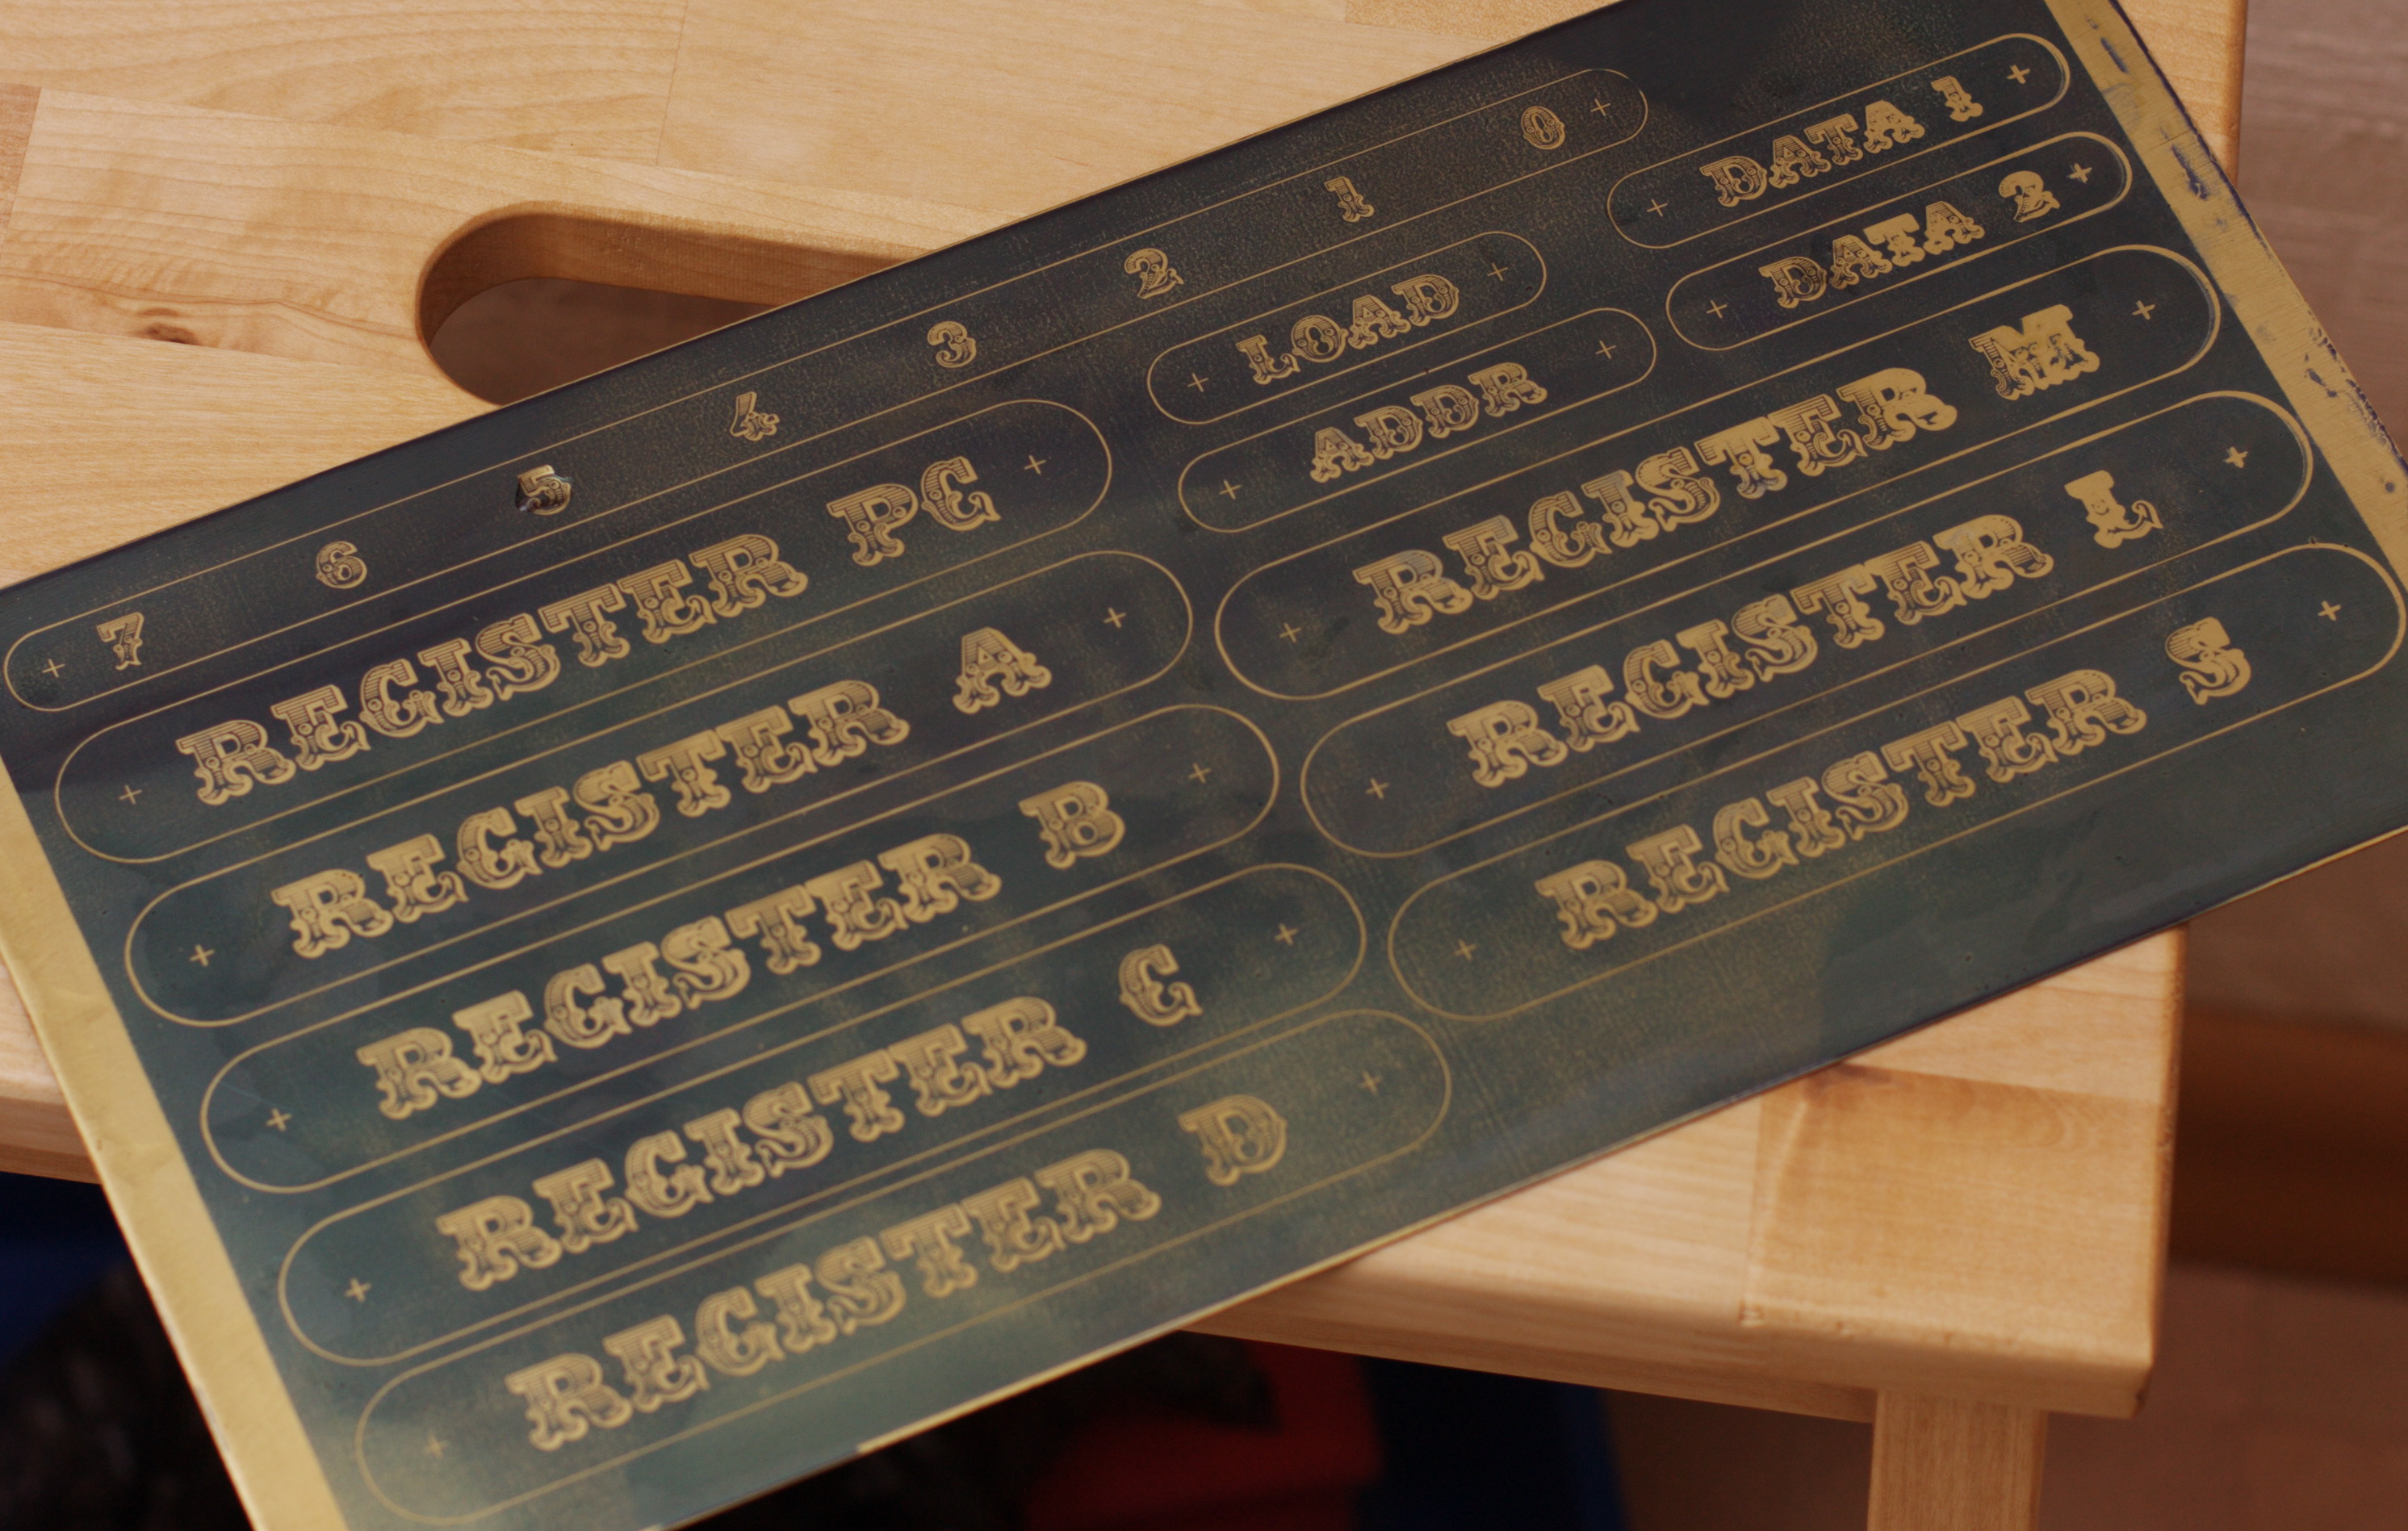 7 6 5 4 3 2 1 0
REGISTER PC
REGISTER A
REGISTER B
REGISTER C
REGISTER D
LOAD
ADDR
DATA 1
DATA 2
REGISTER M
REGISTER L
REGISTER S